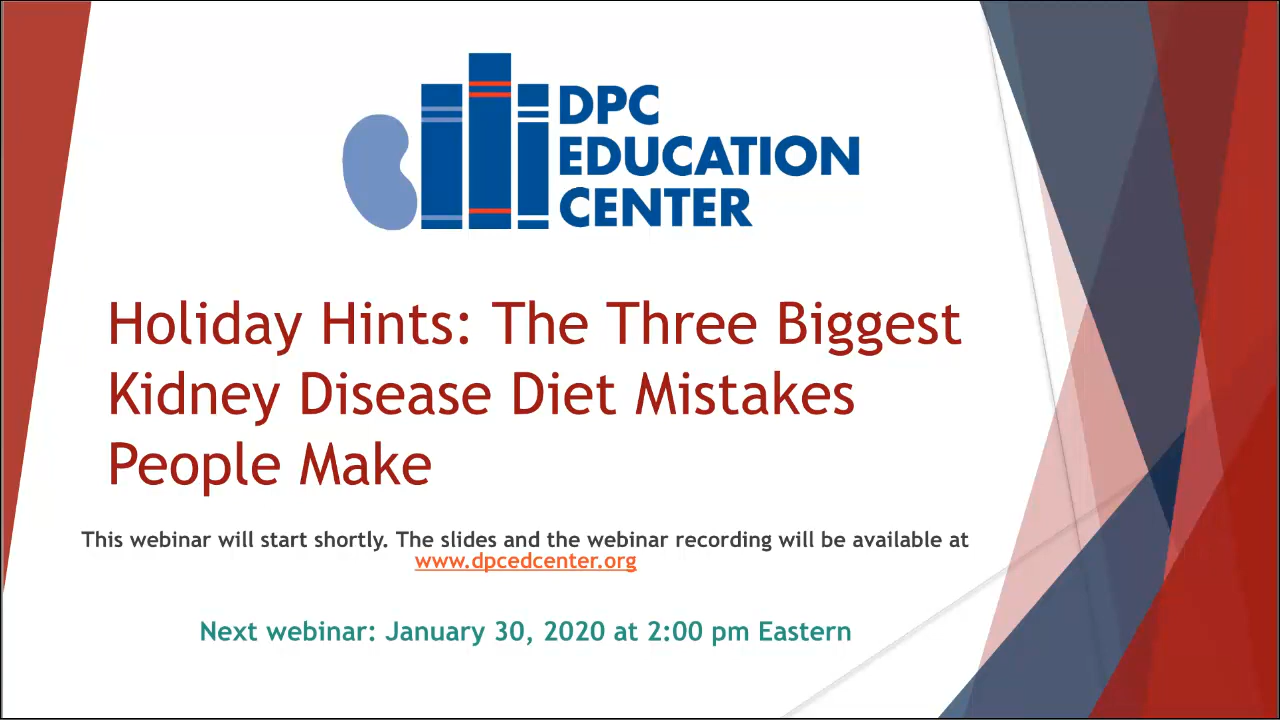 DPC
EDUCATION
CENTER
Holiday Hints: The Three Biggest
Kidney Disease Diet Mistakes
People Make
This webinar will start shortly. The slides and the webinar recording will be available at
www.dpcedcenter.org
Next webinar: January 30, 2020 at 2:00 pm Eastern